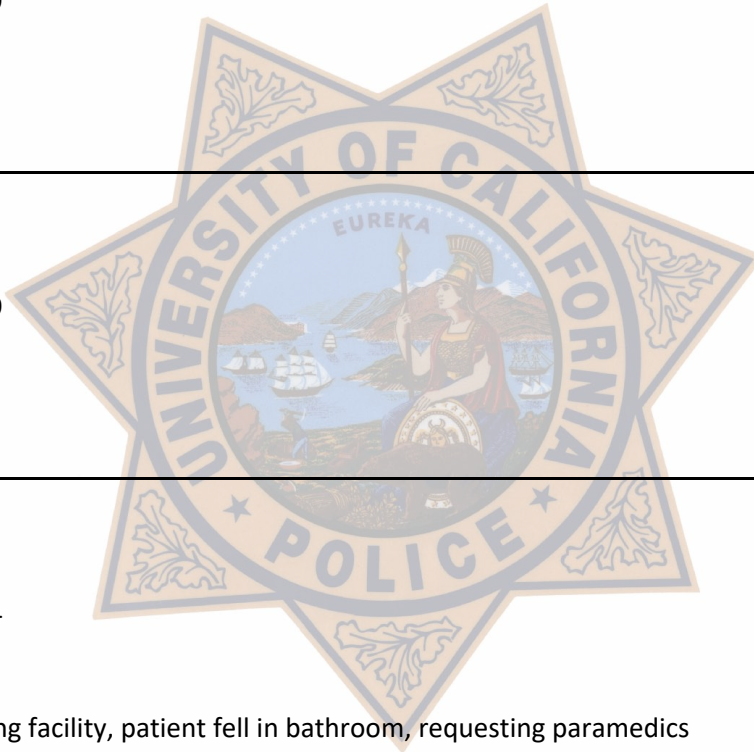 UNIVERSITY OF CALIFORNIA
EUREKA
POLICE
ng facility, patient fell in bathroom, requesting paramedics